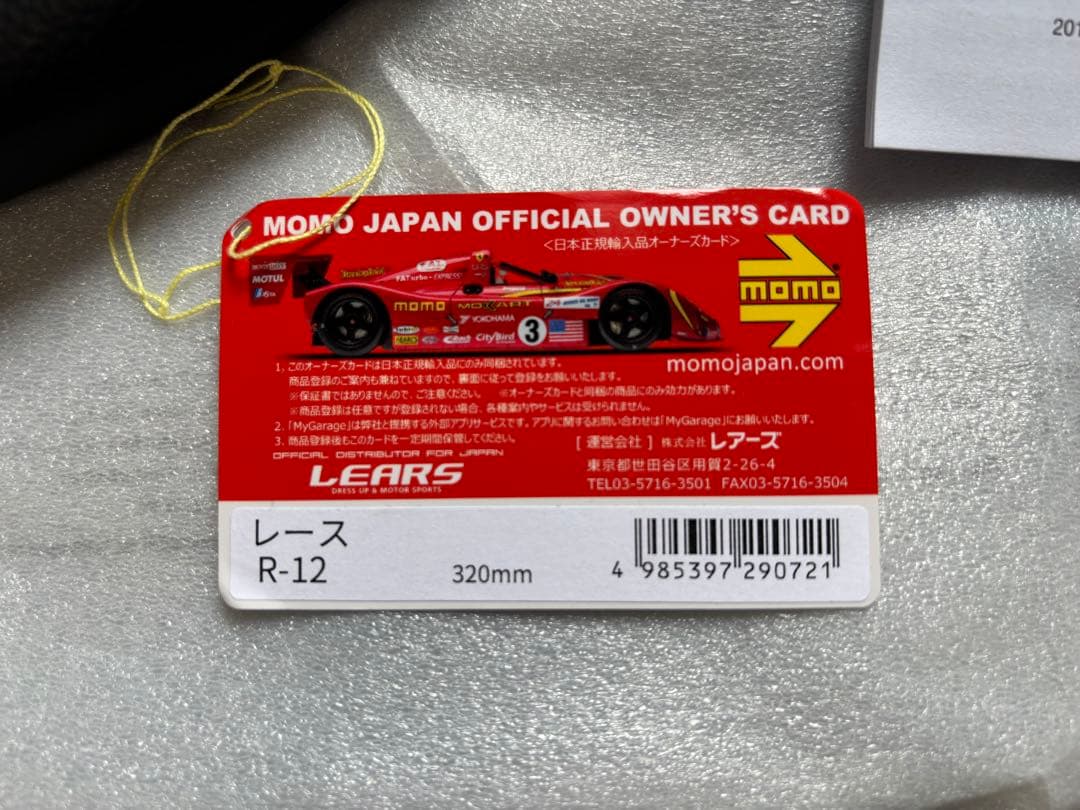 201
MOMO JAPAN OFFICIAL OWNER'S CARD
<日本正規輸入品オーナーズカード>
MOTUL
FATurbo-EXPRESS
momo
MOMO
YOKOHAMA
CityBird
3
momojapan.com
1. このオーナーズカードは日本正規輸入品にのみ同梱されています。
商品登録のご案内も兼ねていますので、裏面に従って登録をお願いいたします。
※保証書ではありませんので、ご注意ください。 ※オーナーズカードと同梱の商品にのみ効力があります。
※商品登録は任意ですが登録されない場合、各種案内やサービスは受けられません。
2.「MyGarage」は弊社と提携する外部アプリサービスです。アプリに関するお問い合わせは「MyGarage」にお願いいたします。
3. 商品登録後もこのカードを一定期間保管してください。
OFFICIAL DISTRIBUTOR FOR JAPAN
LEARS
DRESS UP & MOTOR SPORTS
[ 運営会社 ] 株式会社 レアーズ
東京都世田谷区用賀2-26-4
TEL03-5716-3501 FAX03-5716-3504
レース
R-12
320mm
4 985397 290721